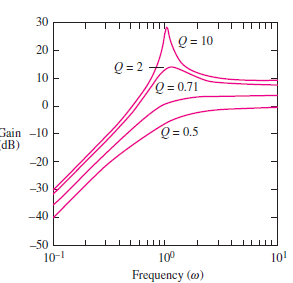 30
20
10
0
−10
−20
−30
−40
−50
Gain
(dB)
Q = 10
Q = 2
Q = 0.71
Q = 0.5
10⁻¹
10⁰
10¹
Frequency (ω)